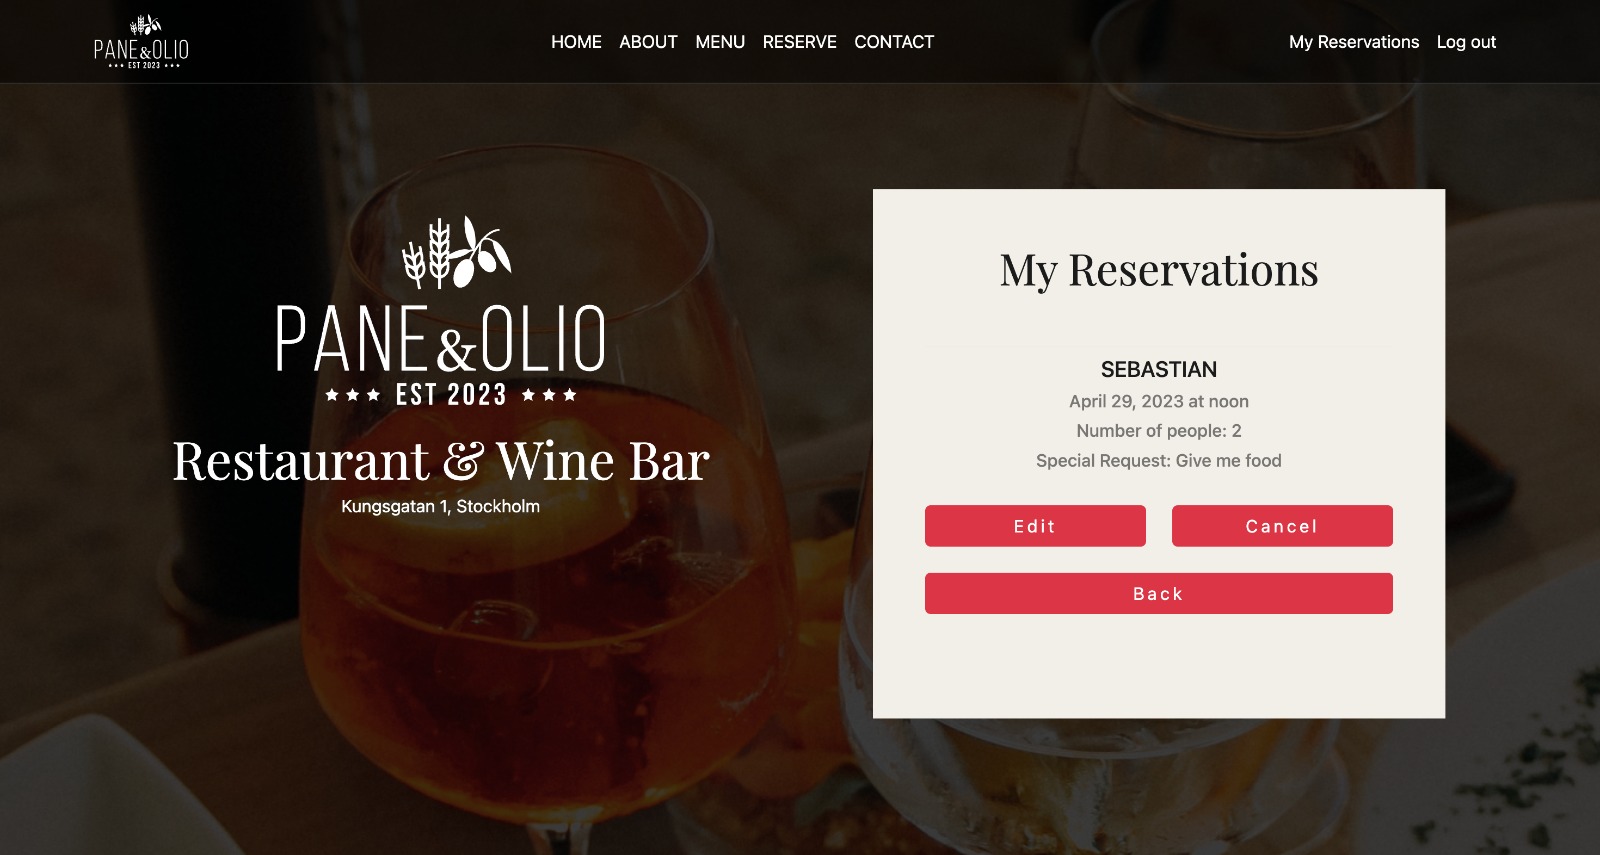 PANE&OLIO
★★★ EST 2023 ★★★
HOME ABOUT MENU RESERVE CONTACT
My Reservations Log out
PANE&OLIO
★★★ EST 2023 ★★★
Restaurant & Wine Bar
Kungsgatan 1, Stockholm
My Reservations
SEBASTIAN
April 29, 2023 at noon
Number of people: 2
Special Request: Give me food
Edit Cancel
Back